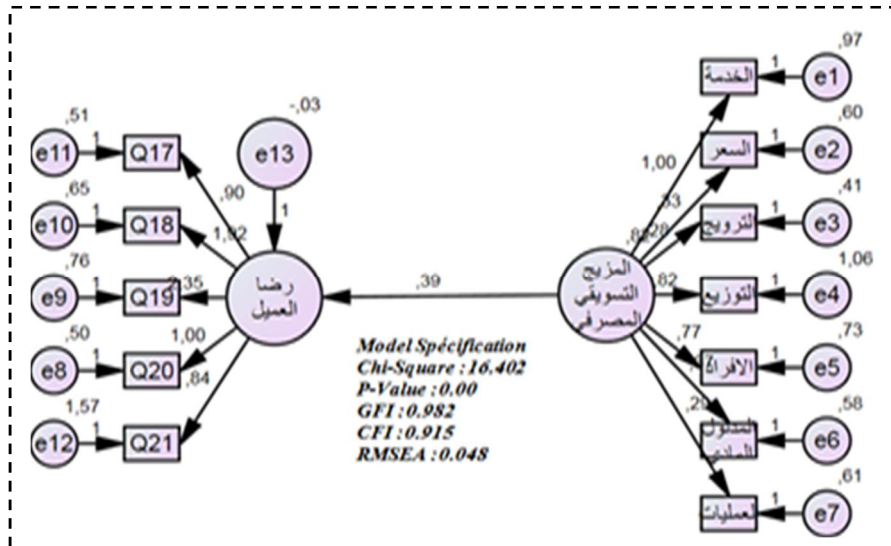 ,97
الخدمة
1
e1
-,03
,51
e11
1
Q17
e13
,60
السعر
1
e2
1,00
,90
,65
e10
1
Q18
1
,41
الترويج
1
e3
,33
,28
,76
e9
1
Q19
رضا
العميل
,39
المزيج
التسويقي
المصرفي
,82
التوزيع
1
1,06
e4
,50
e8
1
Q20
1,00
,77
الافراد
1
,73
e5
1,57
e12
1
Q21
,84
Model Spécification
Chi-Square : 16.402
P-Value : 0.00
GFI : 0.982
CFI : 0.915
RMSEA : 0.048
المدلول
المادي
1
,58
e6
1
,61
e7